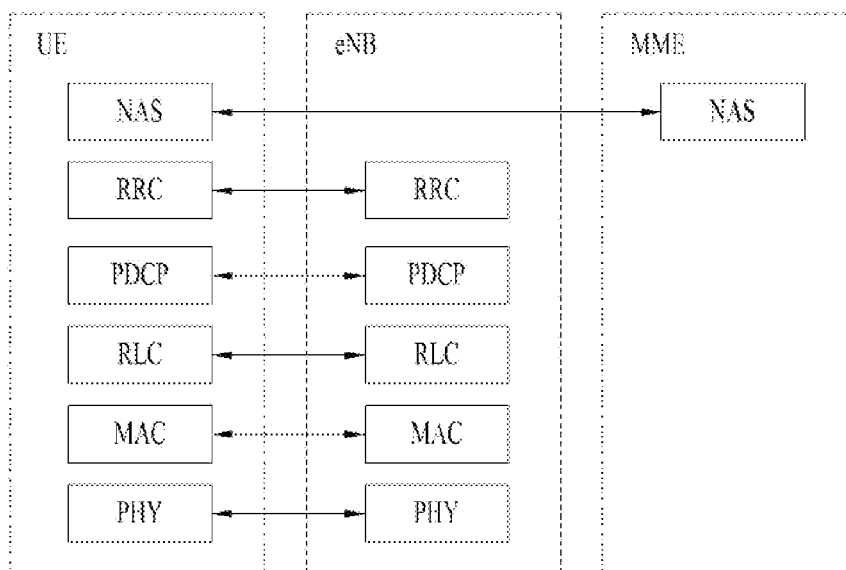 UE
eNB
MME
NAS
NAS
RRC
RRC
PDCP
PDCP
RLC
RLC
MAC
MAC
PHY
PHY